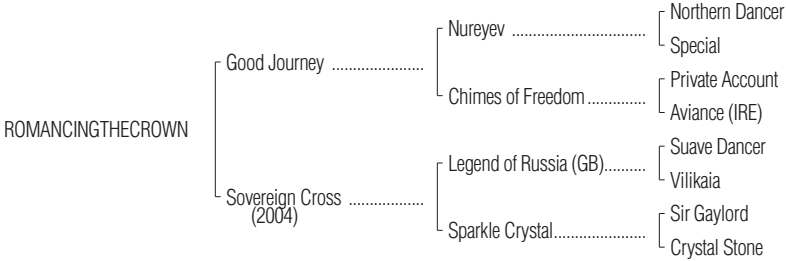 Northern Dancer
Nureyev ................................
Special
Good Journey ......................
Private Account
Chimes of Freedom ..............
Aviance (IRE)
ROMANCINGTHECROWN
Suave Dancer
Legend of Russia (GB)..........
Vilikaia
Sovereign Cross ..................
(2004)
Sir Gaylord
Sparkle Crystal......................
Crystal Stone